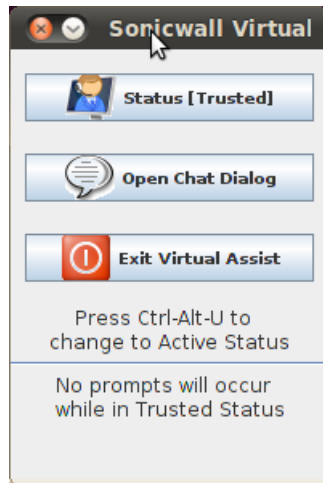 Sonicwall Virtual
Status [Trusted]
Open Chat Dialog
Exit Virtual Assist
Press Ctrl-Alt-U to
change to Active Status
No prompts will occur
while in Trusted Status